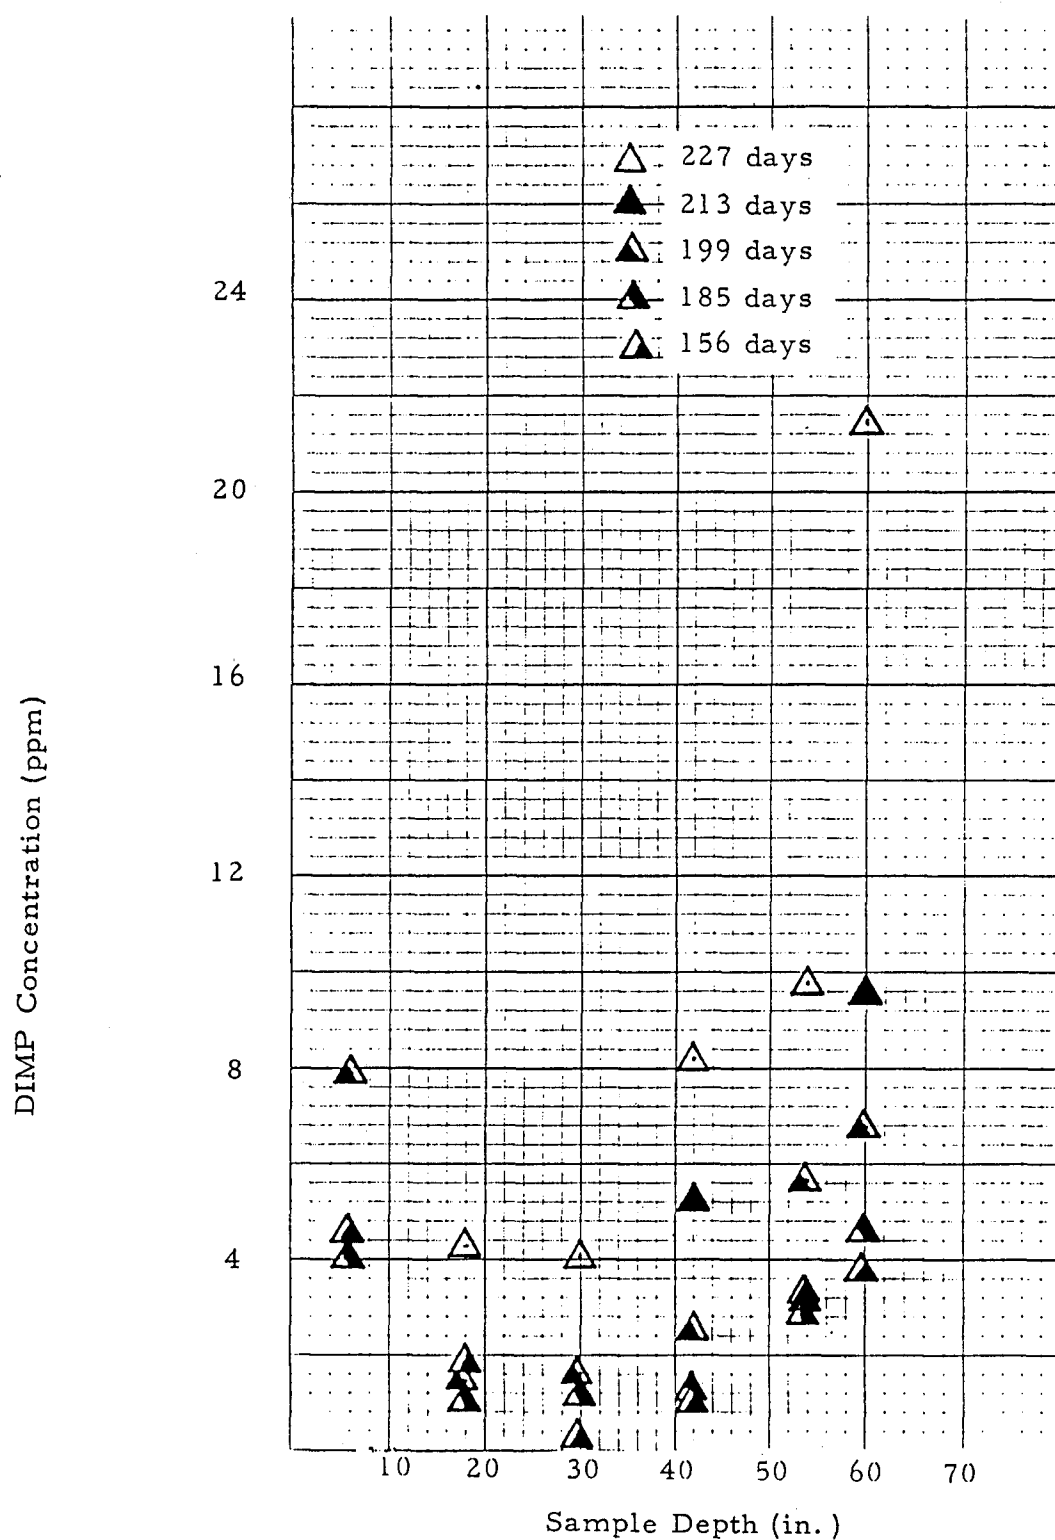 227 days
213 days
199 days
185 days
156 days
24
20
16
12
8
4
DIMP Concentration (ppm)
10 20 30 40 50 60 70
Sample Depth (in.)